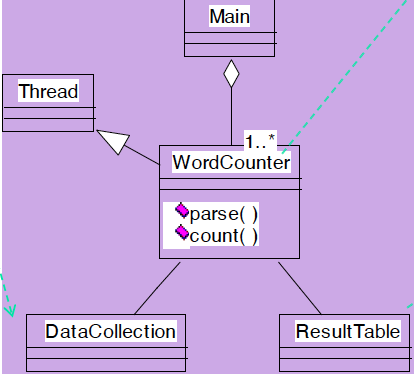 Main
Thread
1..*
WordCounter
parse( )
count( )
DataCollection
ResultTable